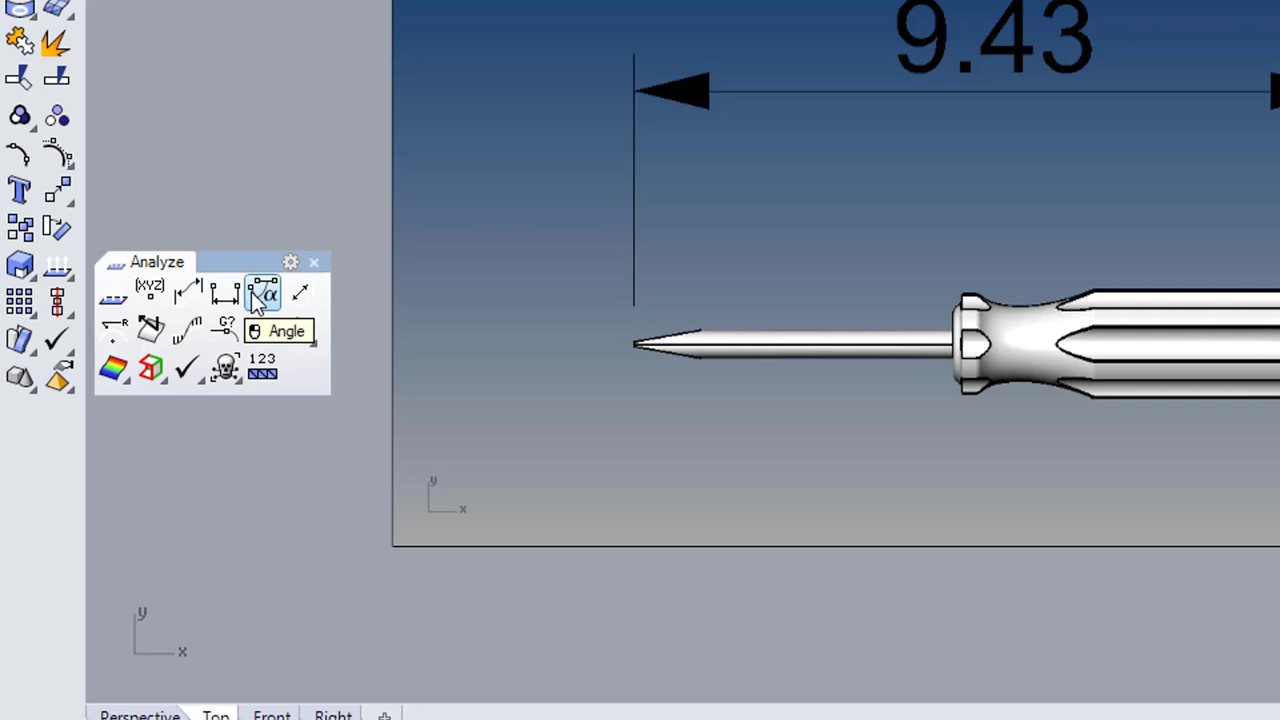 9.43
Analyze
(XYZ)
α
R
G?
Angle
123
y
x
y
x
Perspective Top Front Right